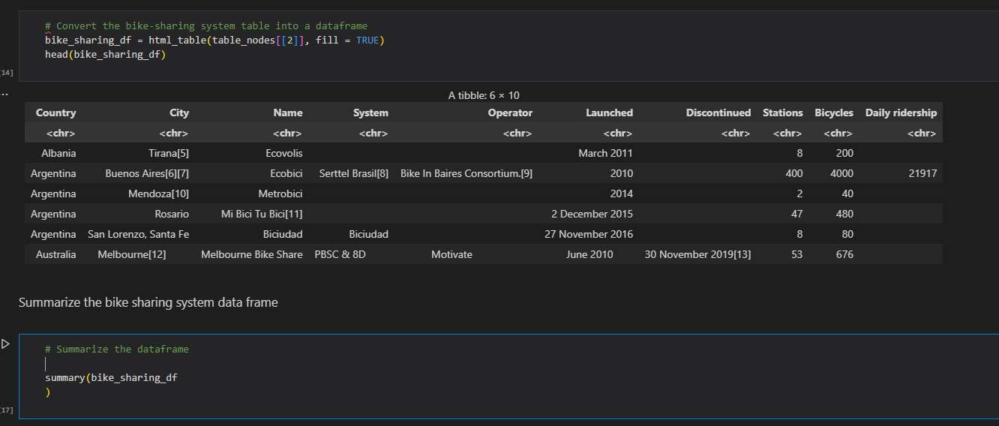 # Convert the bike-sharing system table into a dataframe
bike_sharing_df = html_table(table_nodes[[2]], fill = TRUE)
head(bike_sharing_df)
[14]
...
A tibble: 6 × 10
Country City Name System Operator Launched Discontinued Stations Bicycles Daily ridership
<chr> <chr> <chr> <chr> <chr> <chr> <chr> <chr> <chr> <chr>
Albania Tirana[5] Ecovolis March 2011 8 200
Argentina Buenos Aires[6][7] Ecobici Serttel Brasil[8] Bike In Baires Consortium.[9] 2010 400 4000 21917
Argentina Mendoza[10] Metrobici 2014 2 40
Argentina Rosario Mi Bici Tu Bici[11] 2 December 2015 47 480
Argentina San Lorenzo, Santa Fe Biciudad Biciudad 27 November 2016 8 80
Australia Melbourne[12] Melbourne Bike Share PBSC & 8D Motivate June 2010 30 November 2019[13] 53 676
Summarize the bike sharing system data frame
# Summarize the dataframe
summary(bike_sharing_df
)
[17]